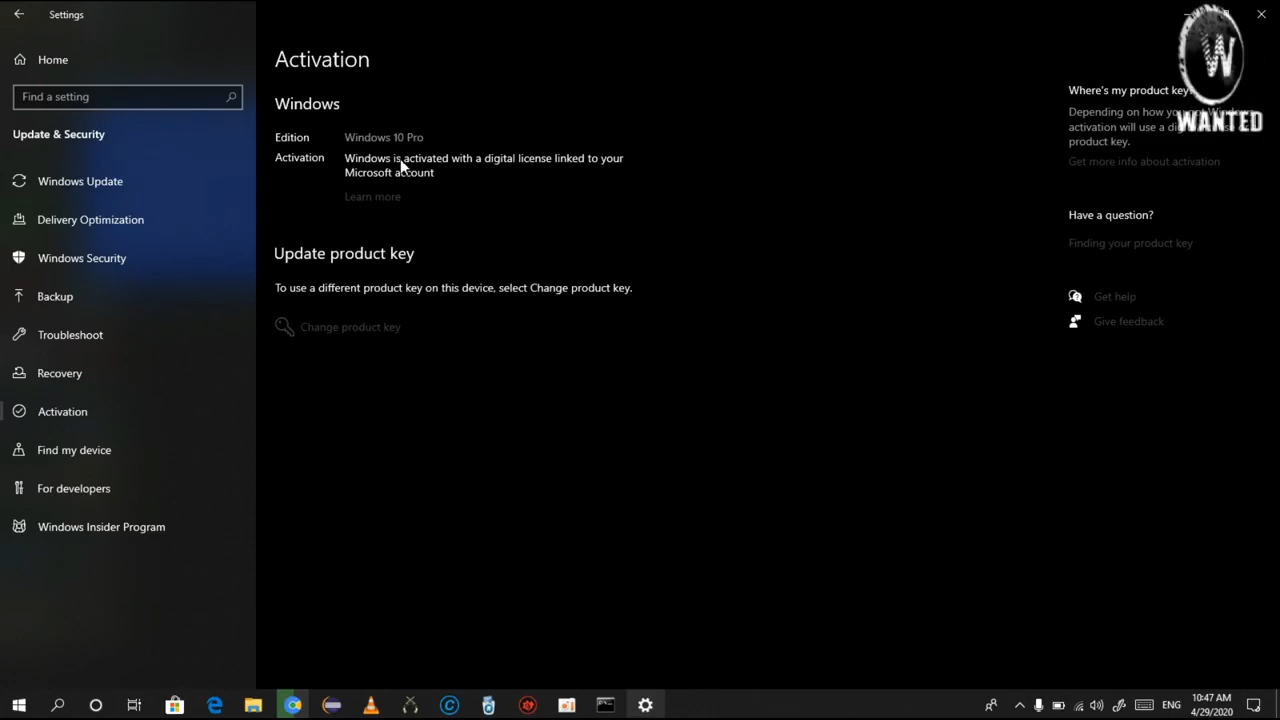 Settings
Home
Find a setting
Update & Security
Windows Update
Delivery Optimization
Windows Security
Backup
Troubleshoot
Recovery
Activation
Find my device
For developers
Windows Insider Program
Activation
Windows
Edition Windows 10 Pro
Activation Windows is activated with a digital license linked to your
Microsoft account
Learn more
Update product key
To use a different product key on this device, select Change product key.
Change product key
Where's my product key?
Depending on how you got Windows,
activation will use a digital
product key.
Get more info about activation
Have a question?
Finding your product key
Get help
Give feedback
W
WANTED
ENG
10:47 AM
4/29/2020